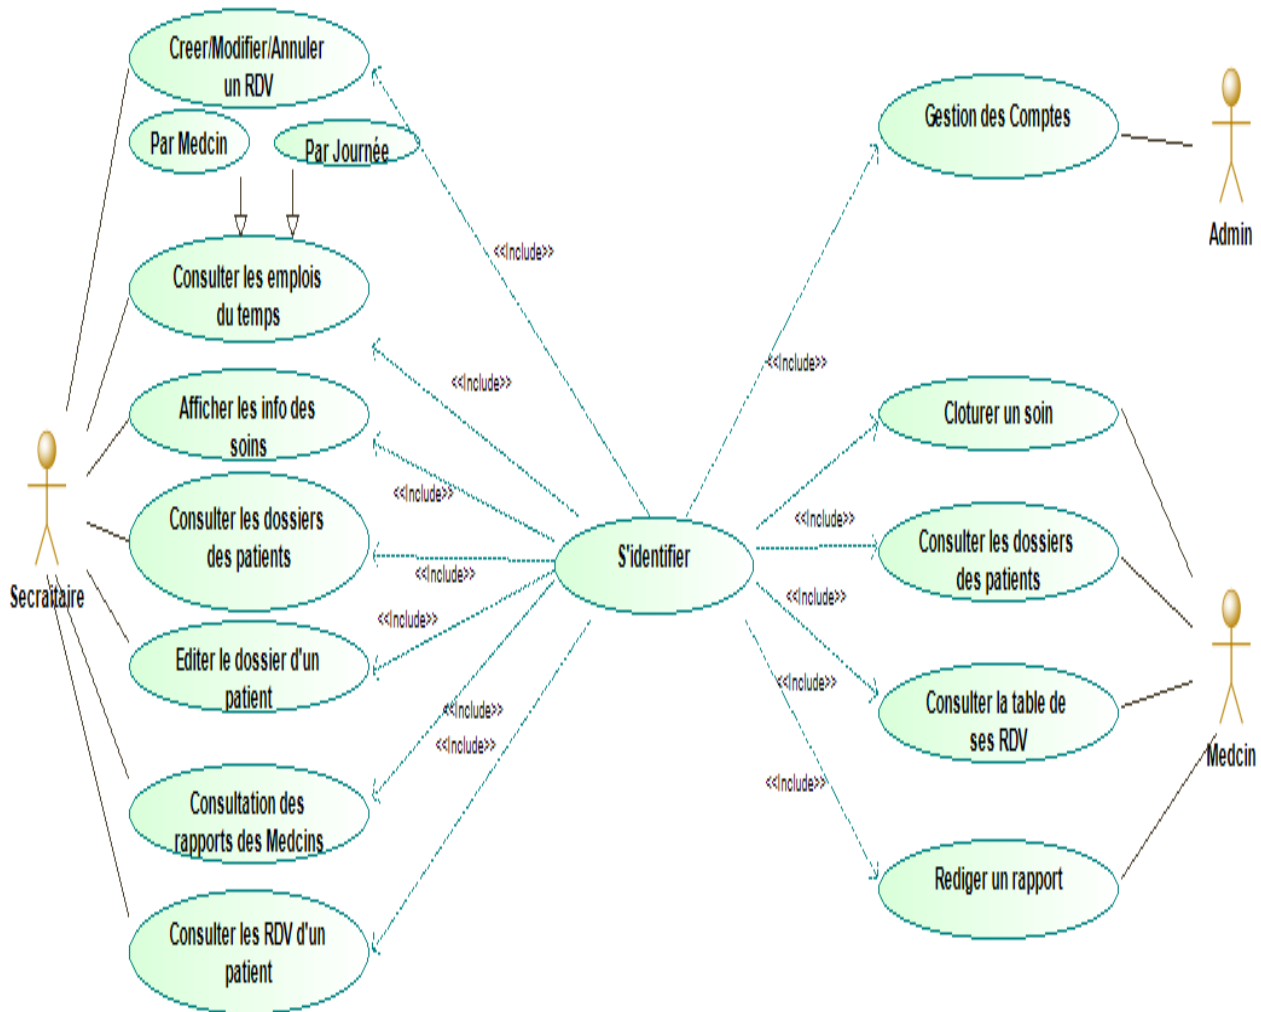 Creer/Modifier/Annuler
un RDV
Par Medcin
Par Journée
Consulter les emplois
du temps
Afficher les info des
soins
Consulter les dossiers
des patients
Secraitaire
Editer le dossier d'un
patient
Consultation des
rapports des Medcins
Consulter les RDV d'un
patient
<<Include>>
<<Include>>
<<Include>>
<<Include>>
<<Include>>
<<Include>>
<<Include>>
S'identifier
<<Include>>
<<Include>>
<<Include>>
<<Include>>
Gestion des Comptes
Admin
Cloturer un soin
Consulter les dossiers
des patients
Consulter la table de
ses RDV
Medcin
Rediger un rapport